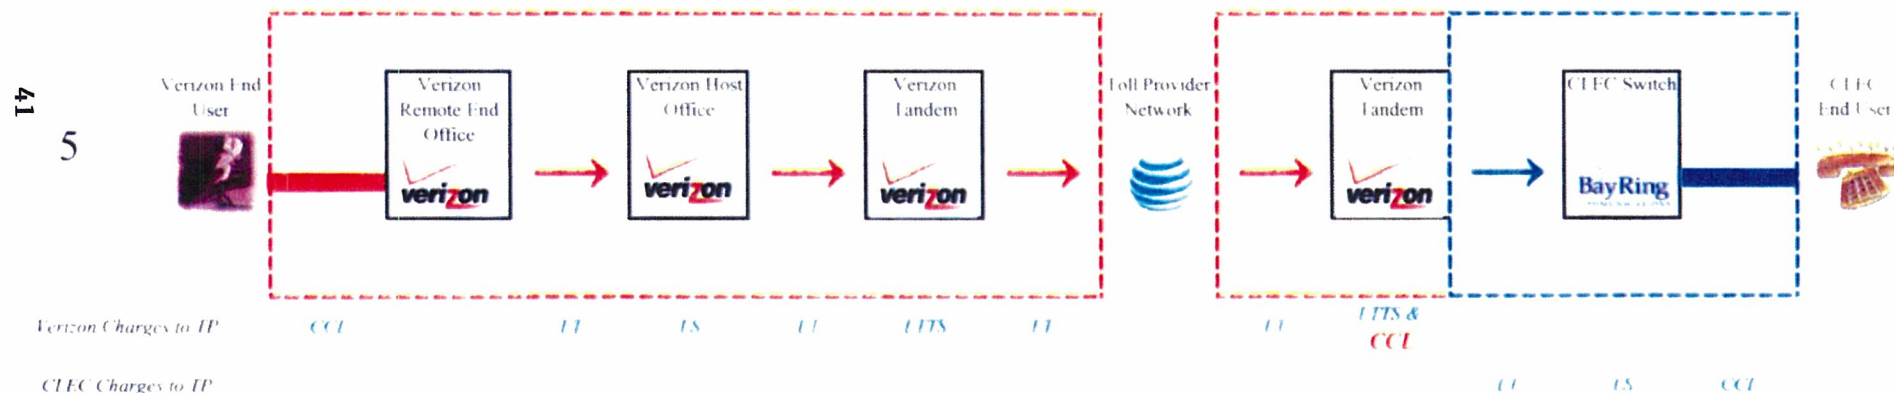 41
5
Verizon End
User
Verizon
Remote End
Office
verizon
Verizon Host
Office
verizon
Verizon
Tandem
verizon
Toll Provider
Network
Verizon
Tandem
verizon
CLEC Switch
BayRing
CLEC
End User
Verizon Charges to TP
CCL
LT
LS
LT
LTTS
LT
LT
LTTS &
CCL
CLEC Charges to TP
LT
LS
CCL